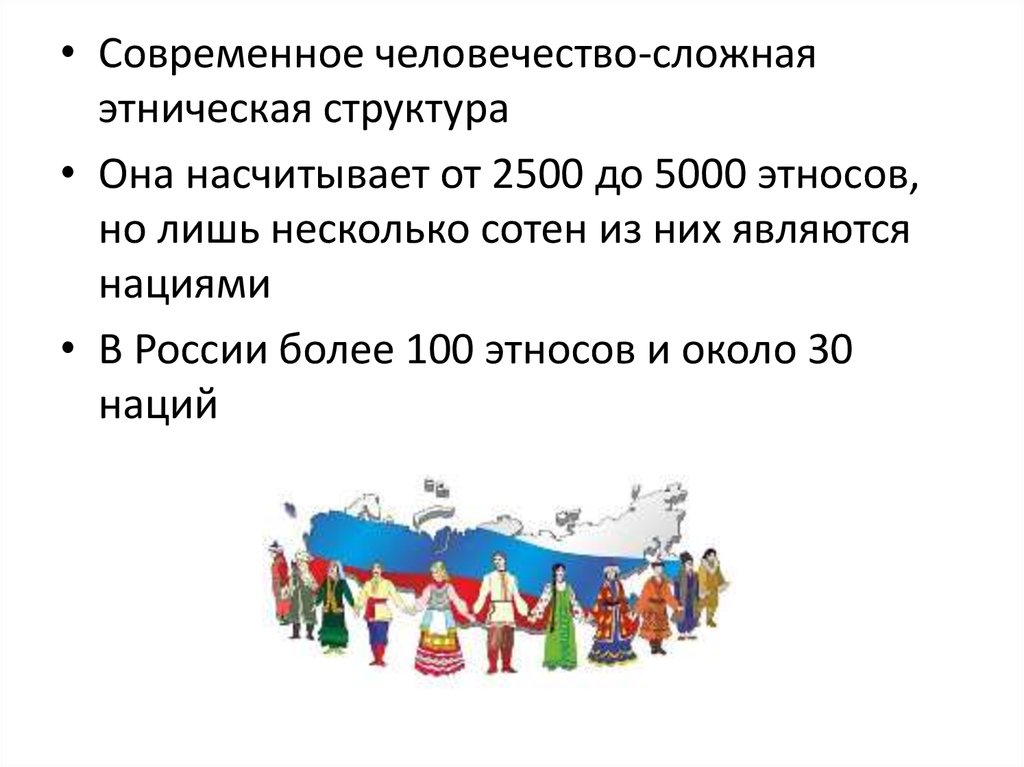 • Современное человечество-сложная
этническая структура
• Она насчитывает от 2500 до 5000 этносов,
но лишь несколько сотен из них являются
нациями
• В России более 100 этносов и около 30
наций